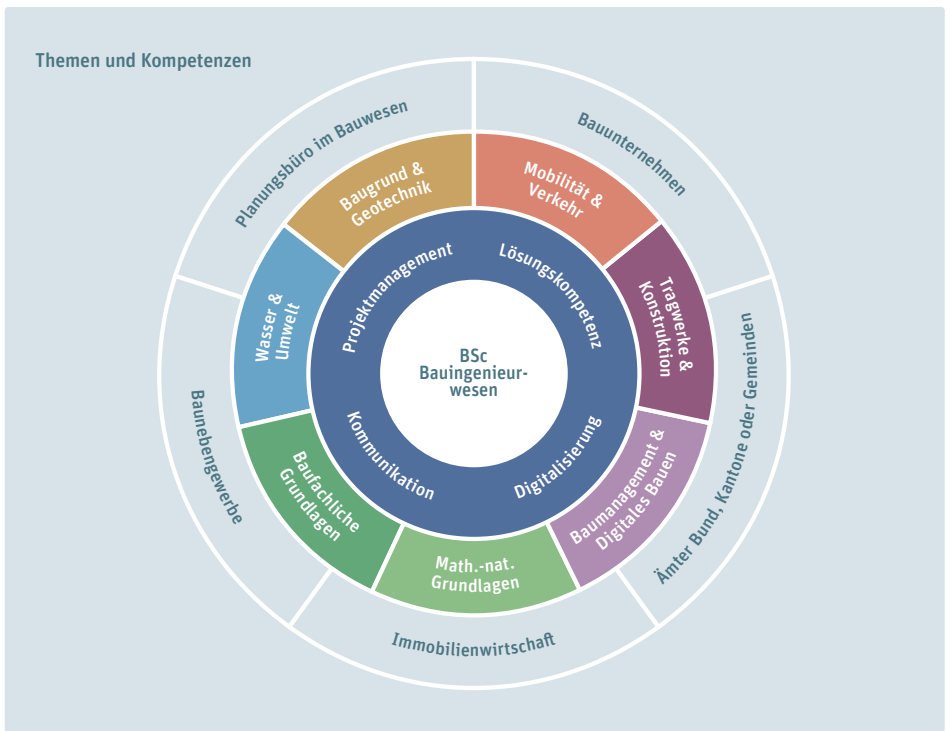 Themen und Kompetenzen
Planungsbüro im Bauwesen
Bauunternehmen
Ämter Bund, Kantone oder Gemeinden
Immobilienwirtschaft
Baunebengewerbe
Baugrund &
Geotechnik
Mobilität &
Verkehr
Tragwerke &
Konstruktion
Baumanagement &
Digitales Bauen
Math.-nat.
Grundlagen
Baufachliche
Grundlagen
Wasser &
Umwelt
Projektmanagement
Lösungskompetenz
Digitalisierung
Kommunikation
BSc
Bauingenieur-
wesen